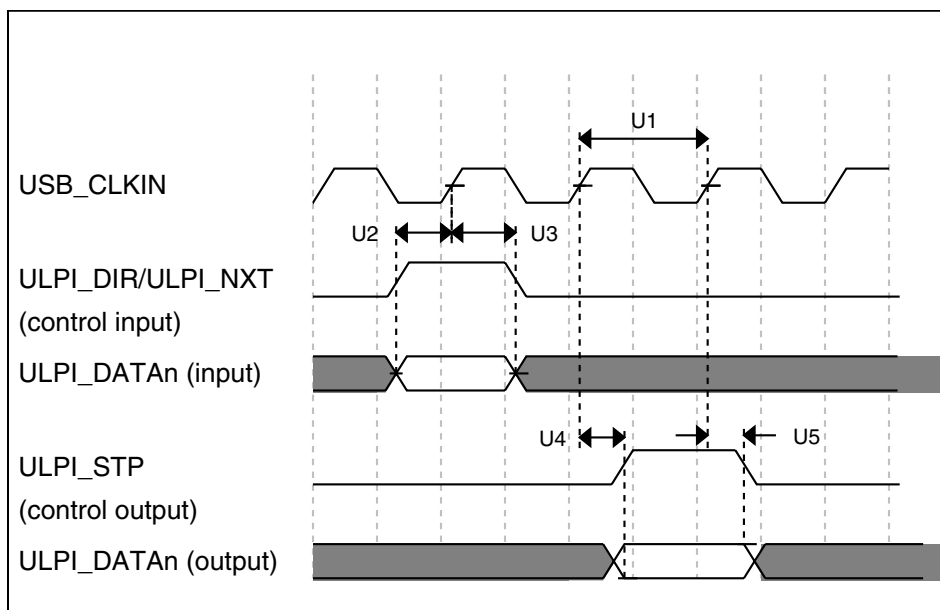 U1
USB_CLKIN
U2
U3
ULPI_DIR/ULPI_NXT
(control input)
ULPI_DATAn (input)
U4
U5
ULPI_STP
(control output)
ULPI_DATAn (output)